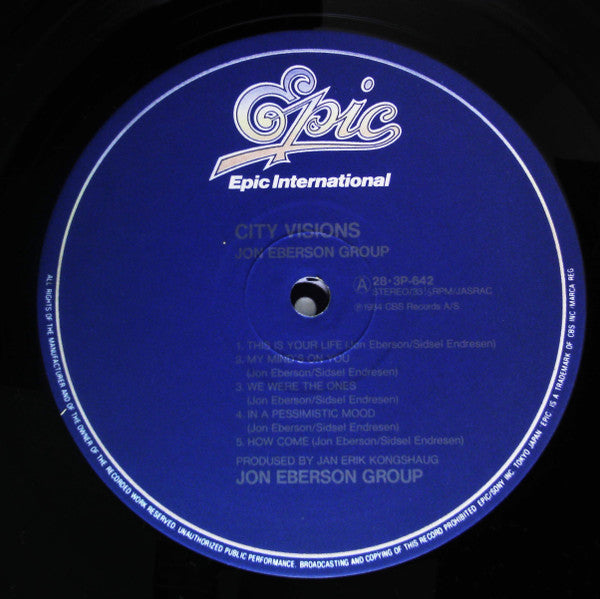 Epic
Epic International
CITY VISIONS
JON EBERSON GROUP
A 28·3P-642
STEREO/33⅓RPM/JASRAC
℗1984 CBS Records A/S
1. THIS IS YOUR LIFE (Jon Eberson/Sidsel Endresen)
2. MY MIND'S ON YOU
(Jon Eberson/Sidsel Endresen)
3. WE WERE THE ONES
(Jon Eberson/Sidsel Endresen)
4. IN A PESSIMISTIC MOOD
(Jon Eberson/Sidsel Endresen)
5. HOW COME (Jon Eberson/Sidsel Endresen)
PRODUSED BY JAN ERIK KONGSHAUG
JON EBERSON GROUP
ALL RIGHTS OF THE MANUFACTURER AND OF THE OWNER OF THE RECORDED WORK RESERVED. UNAUTHORIZED PUBLIC PERFORMANCE. BROADCASTING AND COPYING OF THIS RECORD PROHIBITED EPIC/SONY INC. TOKYO JAPAN EPIC IS A TRADEMARK OF CBS INC./MARCA REG